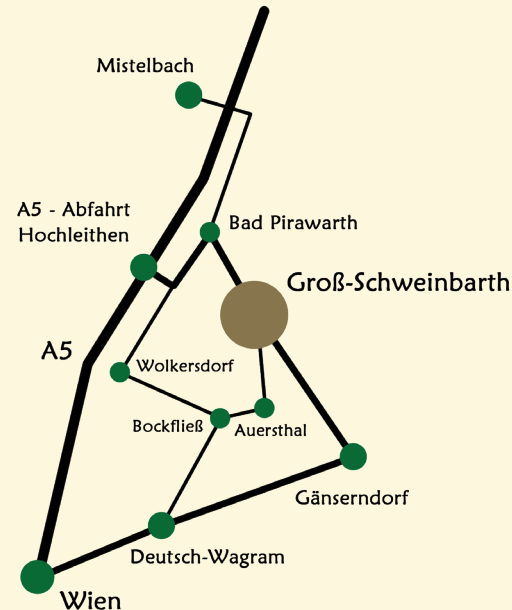 Mistelbach
A5 - Abfahrt
Hochleithen
Bad Pirawarth
Groß-Schweinbarth
A5
Wolkersdorf
Bockfließ
Auersthal
Gänserndorf
Deutsch-Wagram
Wien